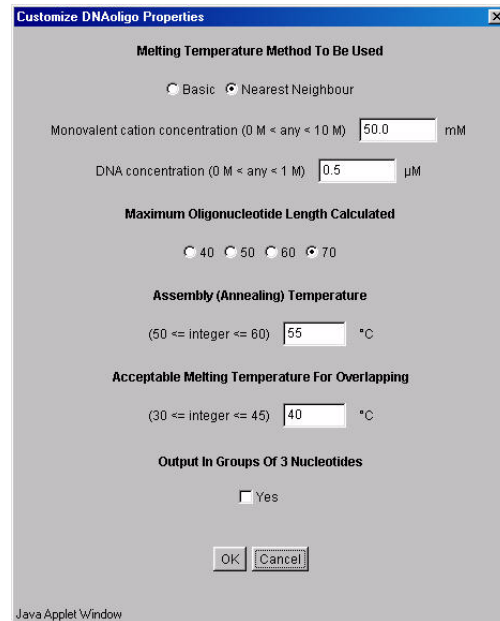 Customize DNAoligo Properties
Melting Temperature Method To Be Used
Basic Nearest Neighbour
Monovalent cation concentration (0 M < any < 10 M) 50.0 mM
DNA concentration (0 M < any < 1 M) 0.5 µM
Maximum Oligonucleotide Length Calculated
40 50 60 70
Assembly (Annealing) Temperature
(50 <= integer <= 60) 55 °C
Acceptable Melting Temperature For Overlapping
(30 <= integer <= 45) 40 °C
Output In Groups Of 3 Nucleotides
Yes
OK Cancel
Java Applet Window